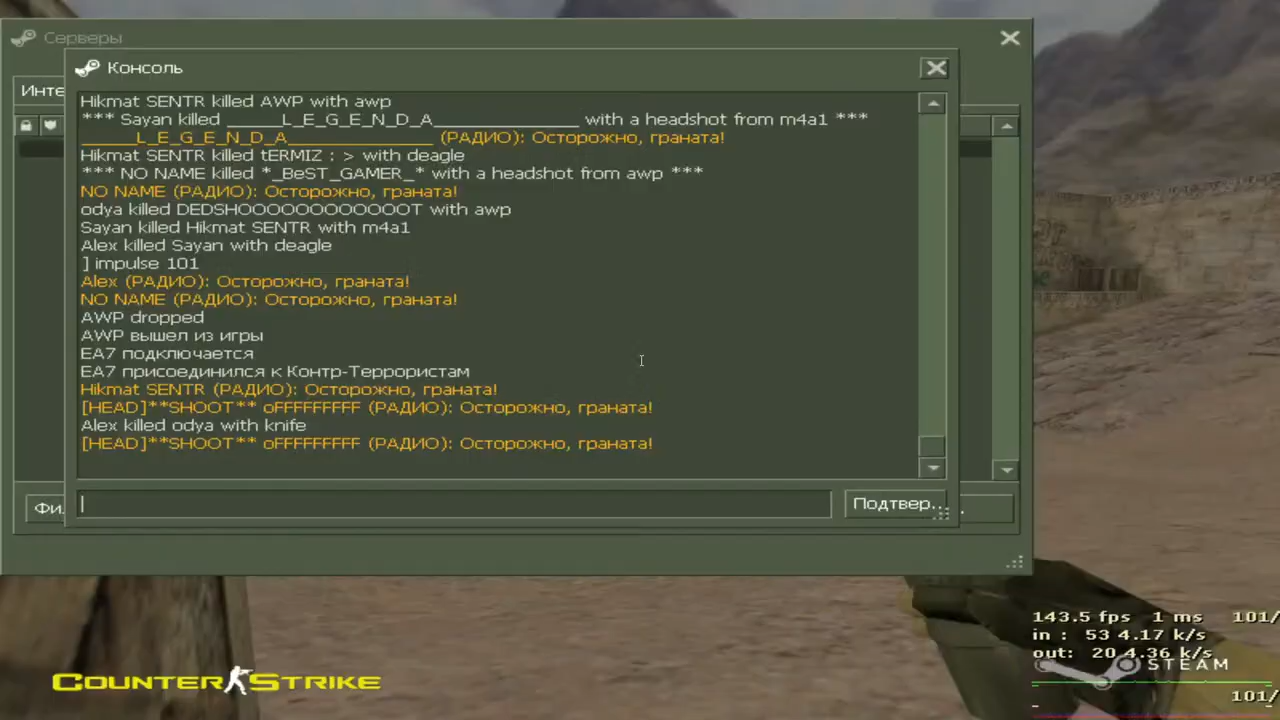 Серверы
Консоль
Инте
Hikmat SENTR killed AWP with awp
*** Sayan killed ______L_E_G_E_N_D_A________________ with a headshot from m4a1 ***
______L_E_G_E_N_D_A________________ (РАДИО): Осторожно, граната!
Hikmat SENTR killed tERMIZ : > with deagle
*** NO NAME killed *_BeST_GAMER_* with a headshot from awp ***
NO NAME (РАДИО): Осторожно, граната!
odya killed DEDSHOOOOOOOOOOOOT with awp
Sayan killed Hikmat SENTR with m4a1
Alex killed Sayan with deagle
] impulse 101
Alex (РАДИО): Осторожно, граната!
NO NAME (РАДИО): Осторожно, граната!
AWP dropped
AWP вышел из игры
EA7 подключается
EA7 присоединился к Контр-Террористам
Hikmat SENTR (РАДИО): Осторожно, граната!
[HEAD]**SHOOT** oFFFFFFFFF (РАДИО): Осторожно, граната!
Alex killed odya with knife
[HEAD]**SHOOT** oFFFFFFFFF (РАДИО): Осторожно, граната!
Фил
Подтвер...
143.5 fps 1 ms 101/
in : 53 4.17 k/s
out: 20 4.36 k/s
STEAM
101/
COUNTER STRIKE